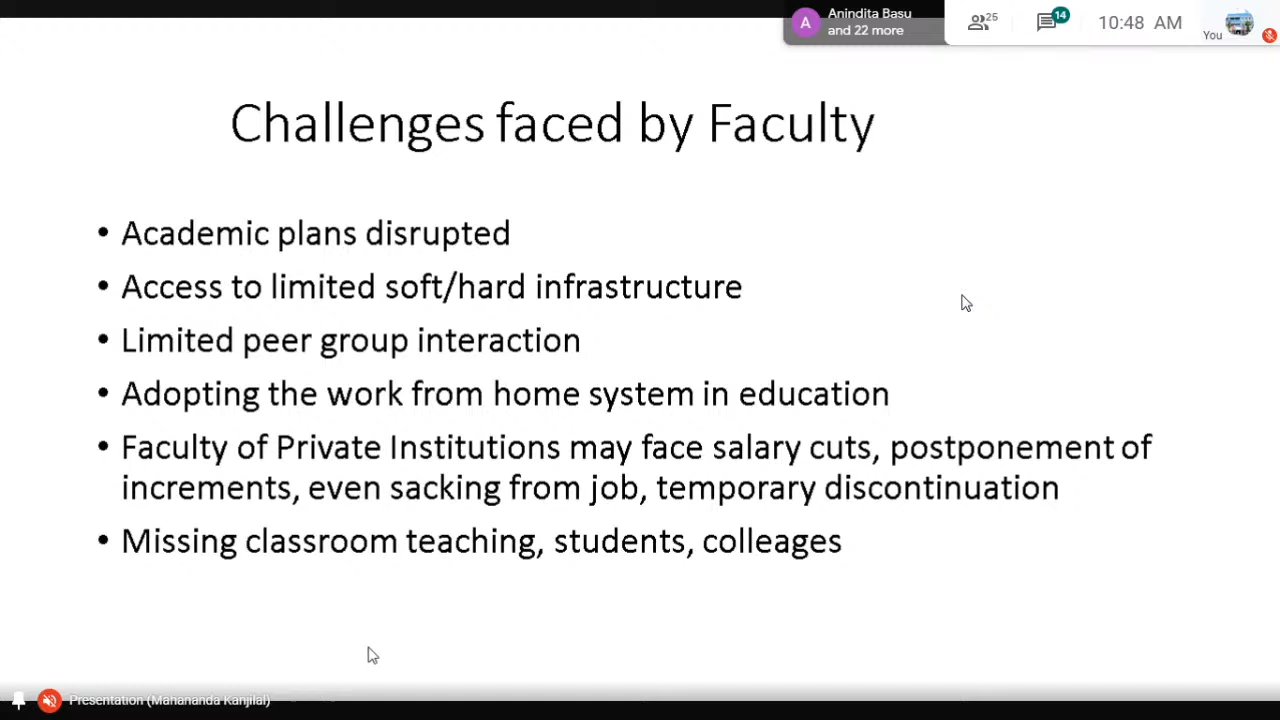 A
Anindita Basu
and 22 more
25
14
10:48 AM
You
Challenges faced by Faculty
• Academic plans disrupted
• Access to limited soft/hard infrastructure
• Limited peer group interaction
• Adopting the work from home system in education
• Faculty of Private Institutions may face salary cuts, postponement of
increments, even sacking from job, temporary discontinuation
• Missing classroom teaching, students, colleages
Presentation (Mahananda Kanjilal)